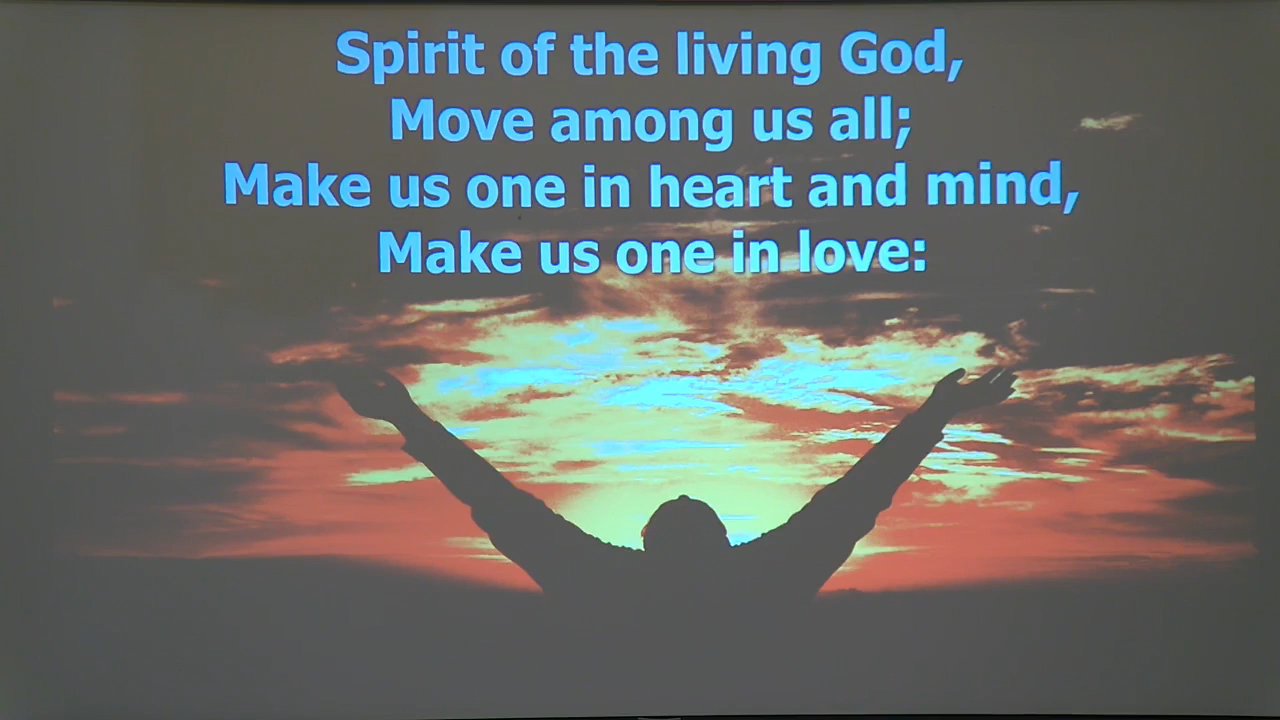 Spirit of the living God,
Move among us all;
Make us one in heart and mind,
Make us one in love: